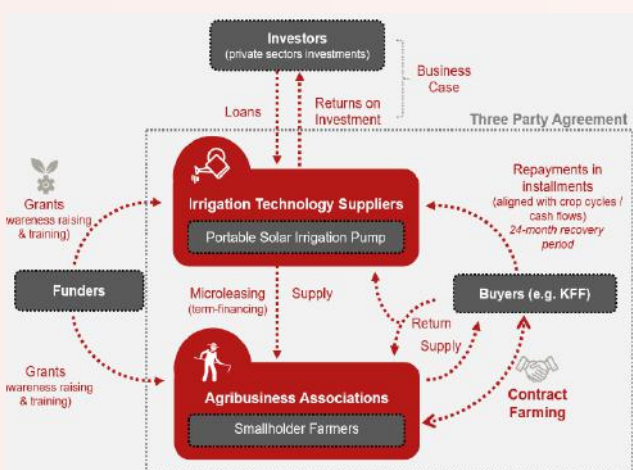 Investors
(private sectors investments)
Business
Case
Loans
Returns on
Investment
Three Party Agreement
Grants
wareness raising
& training)
Irrigation Technology Suppliers
Portable Solar Irrigation Pump
Repayments in
installments
(aligned with crop cycles /
cash flows)
24-month recovery
period
Funders
Microleasing
(term-financing)
Supply
Buyers (e.g. KFF)
Return
Supply
Grants
wareness raising
& training)
Agribusiness Associations
Smallholder Farmers
Contract
Farming